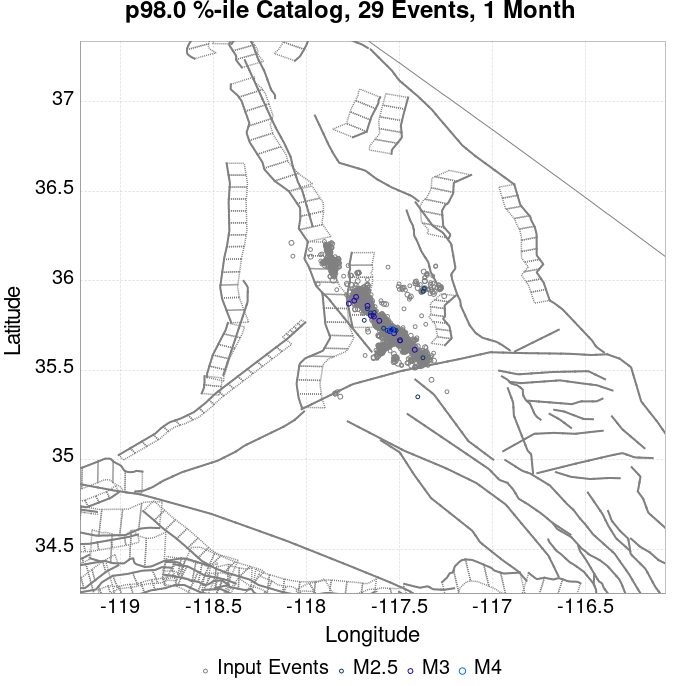 p98.0 %-ile Catalog, 29 Events, 1 Month
37
36.5
36
35.5
35
34.5
Latitude
-119
-118.5
-118
-117.5
-117
-116.5
Longitude
Input Events
M2.5
M3
M4